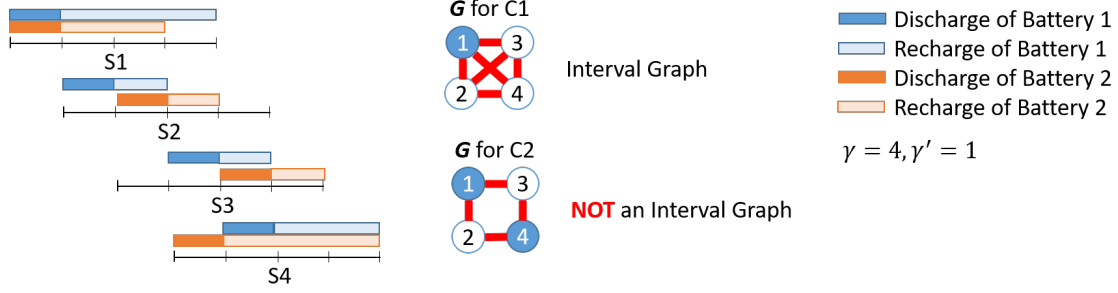 S1
S2
S3
S4
G for C1
1 3
2 4
Interval Graph
G for C2
1 3
2 4
NOT an Interval Graph
Discharge of Battery 1
Recharge of Battery 1
Discharge of Battery 2
Recharge of Battery 2
γ = 4, γ′ = 1